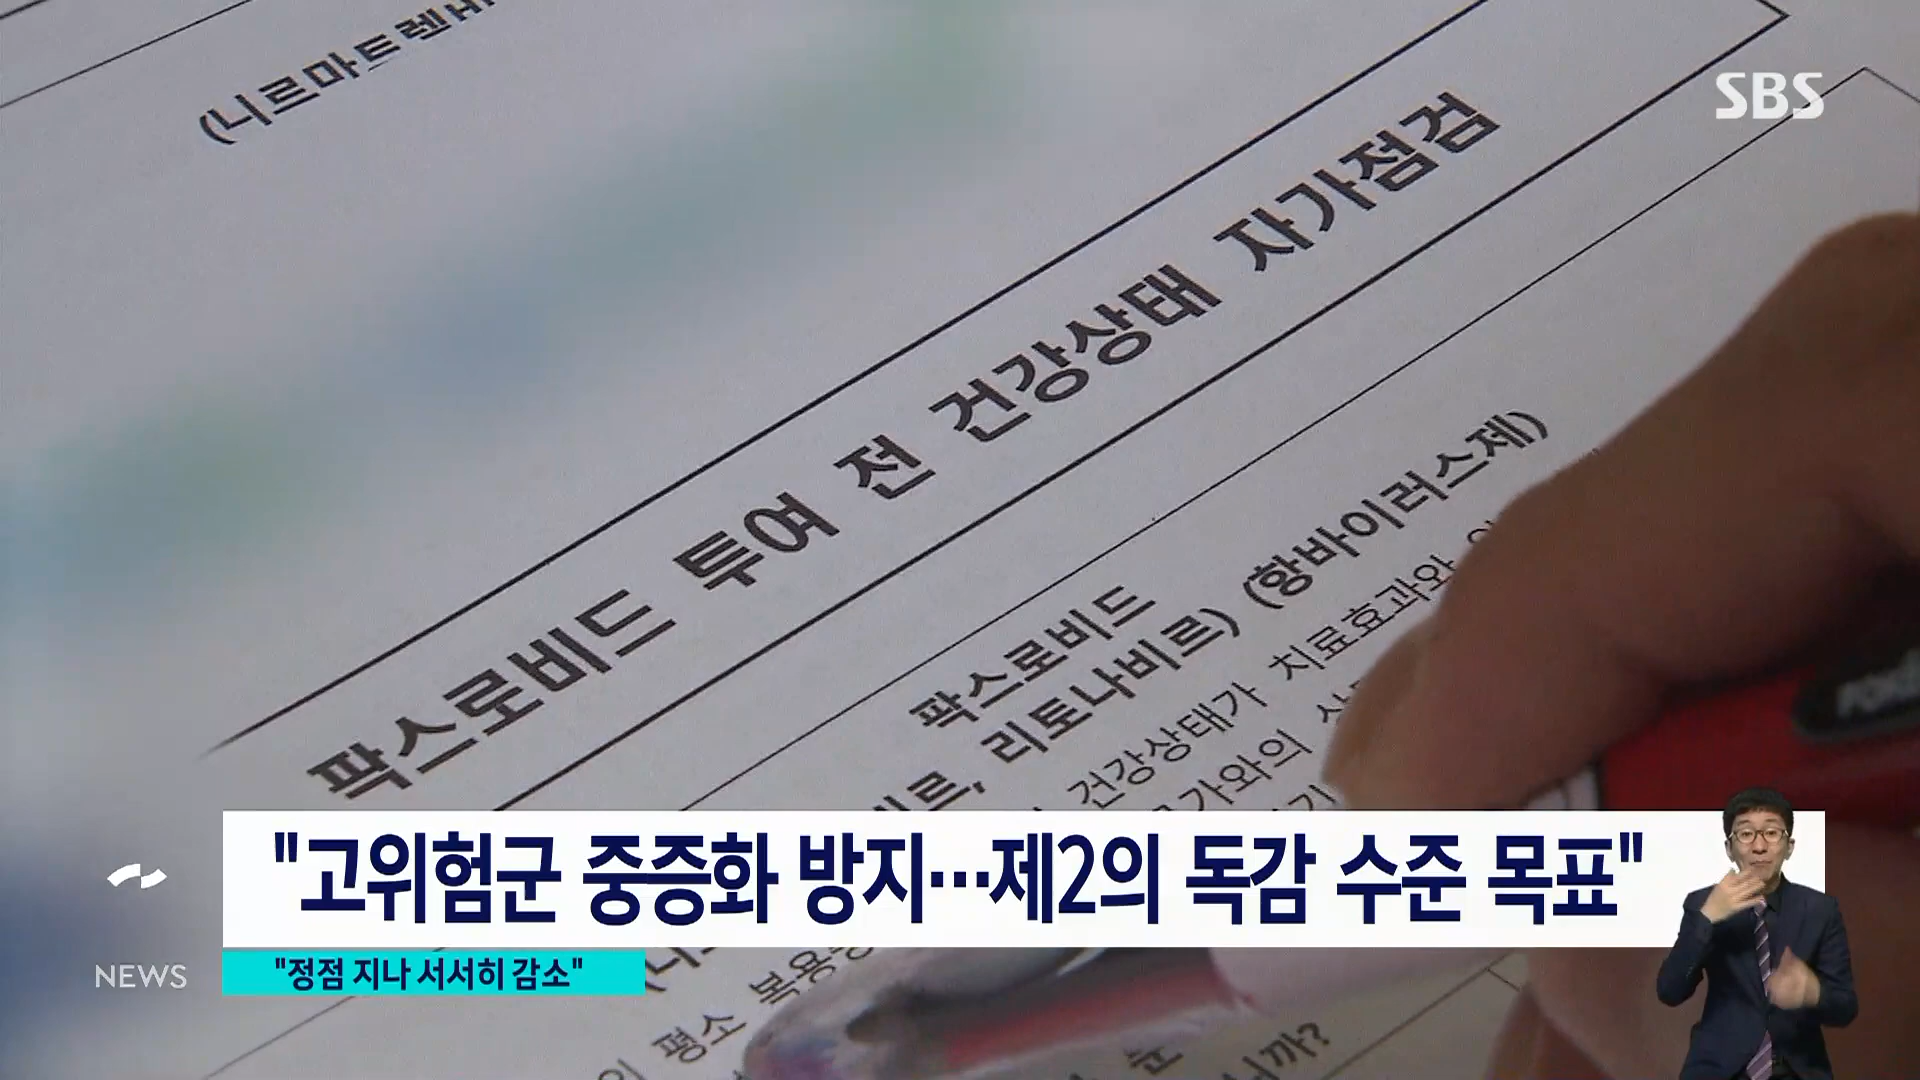 (니르마트렐비
SBS
팍스로비드 투여 전 건강상태 자가점검
팍스로비드
리토나비르) (항바이러스제)
건강상태가 치료효과와
"고위험군 중증화 방지…제2의 독감 수준 목표"
NEWS
"정점 지나 서서히 감소"
평소 복용